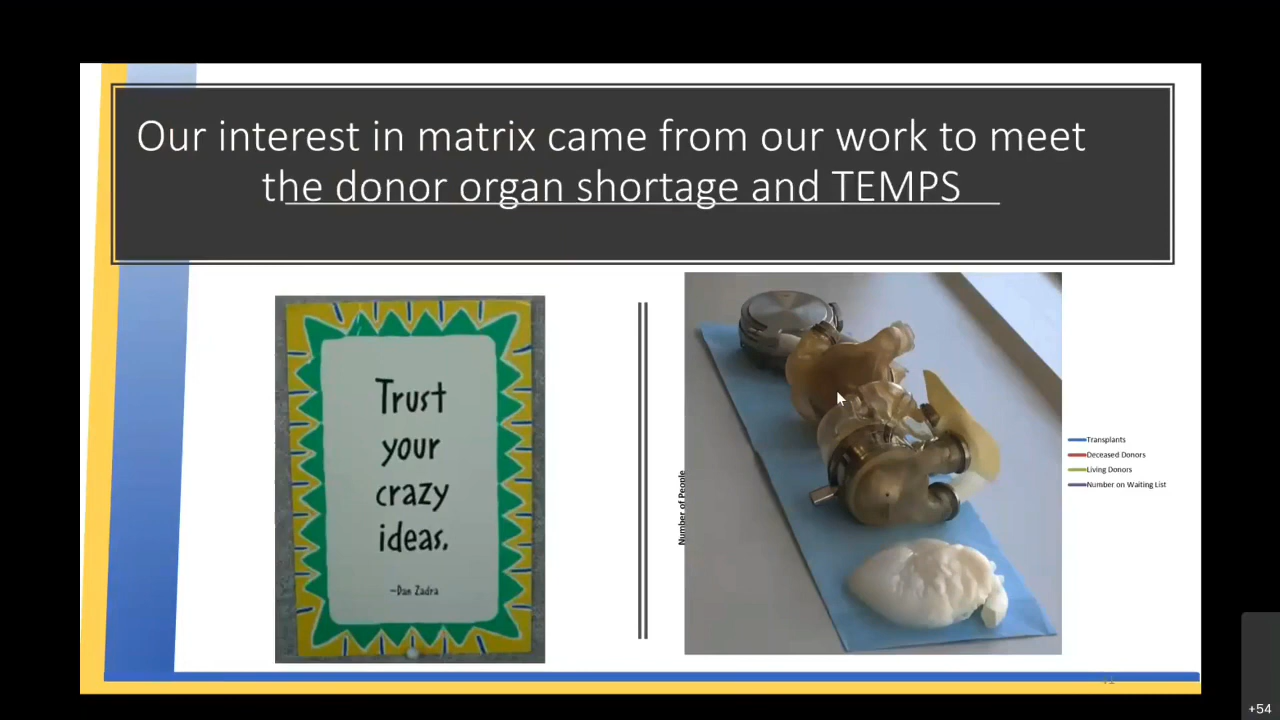 Our interest in matrix came from our work to meet
the donor organ shortage and TEMPS
Trust
your
crazy
ideas.
—Dan Zadra
Number of People
Transplants
Deceased Donors
Living Donors
Number on Waiting List
+54